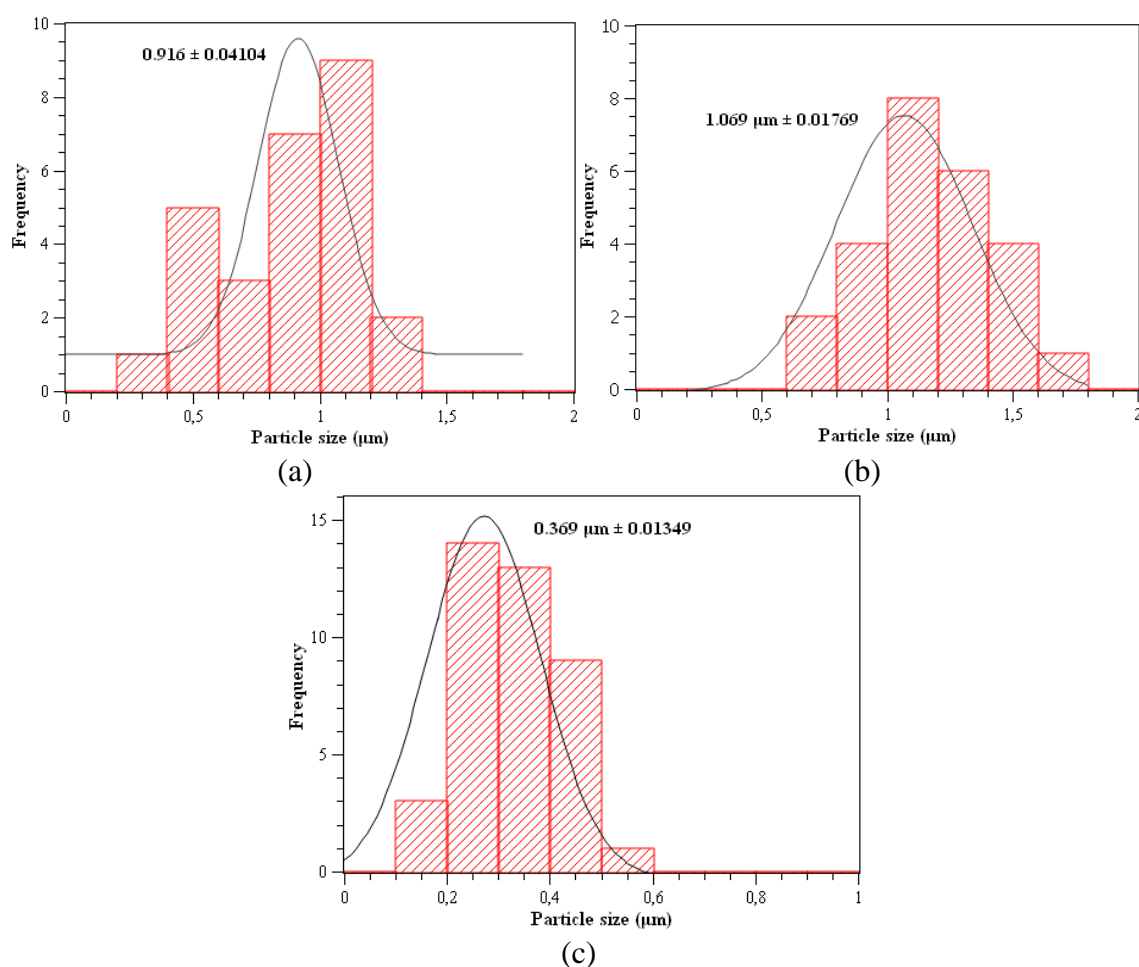 10
8
6
4
2
0
Frequency
0.916 ± 0.04104
0 0,5 1 1,5 2
Particle size (µm)
(a)
10
8
6
4
2
0
Frequency
1.069 µm ± 0.01769
0 0,5 1 1,5 2
Particle size (µm)
(b)
15
10
5
0
Frequency
0.369 µm ± 0.01349
0 0,2 0,4 0,6 0,8 1
Particle size (µm)
(c)